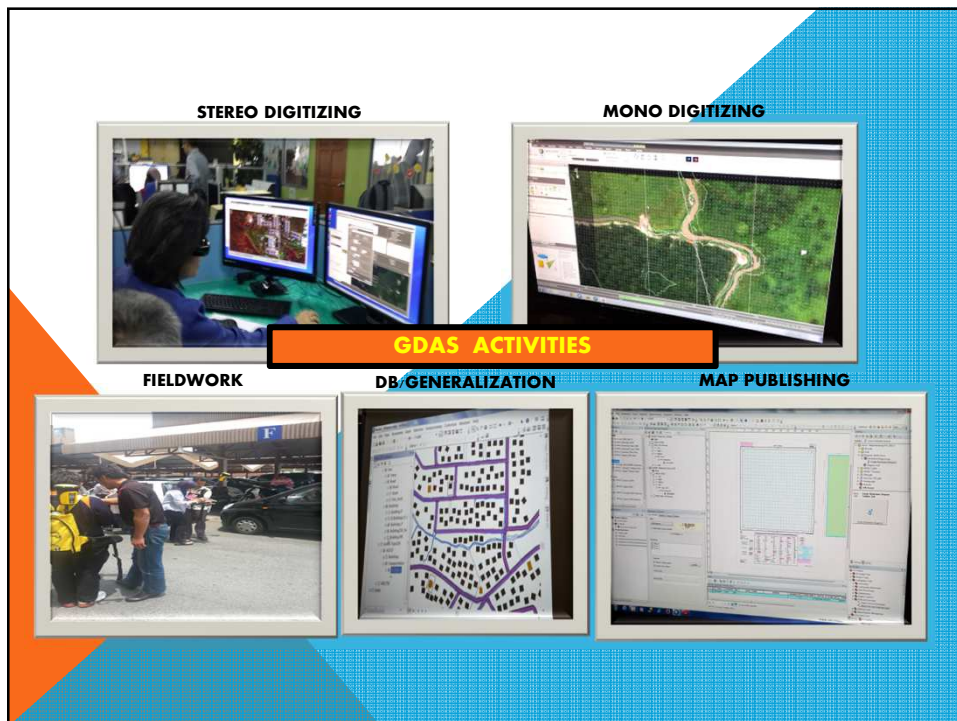 STEREO DIGITIZING
MONO DIGITIZING
GDAS ACTIVITIES
FIELDWORK
DB/GENERALIZATION
MAP PUBLISHING
F